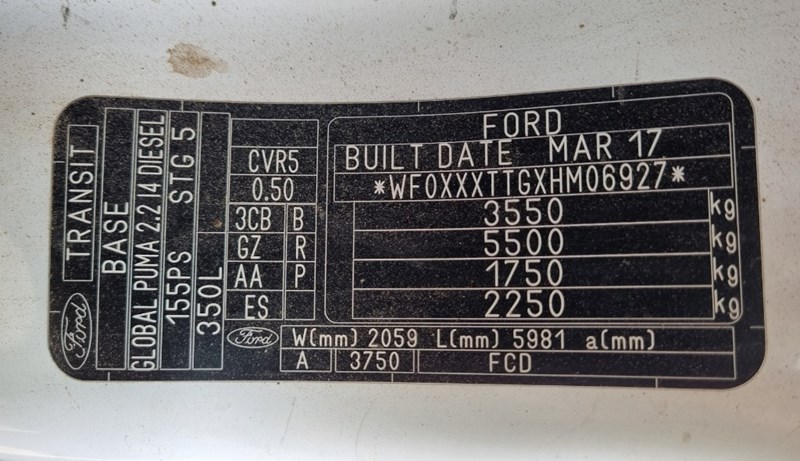 TRANSIT
BASE
GLOBAL PUMA 2.2 I4 DIESEL
155PS STG 5
350L
Ford
CVR5
0.50
3CB B
GZ R
AA P
ES
FORD
BUILT DATE MAR 17
*WF0XXXTTGXHM06927*
3550 kg
5500 kg
1750 kg
2250 kg
Ford
W(mm) 2059 L(mm) 5981 a(mm)
A 3750 FCD